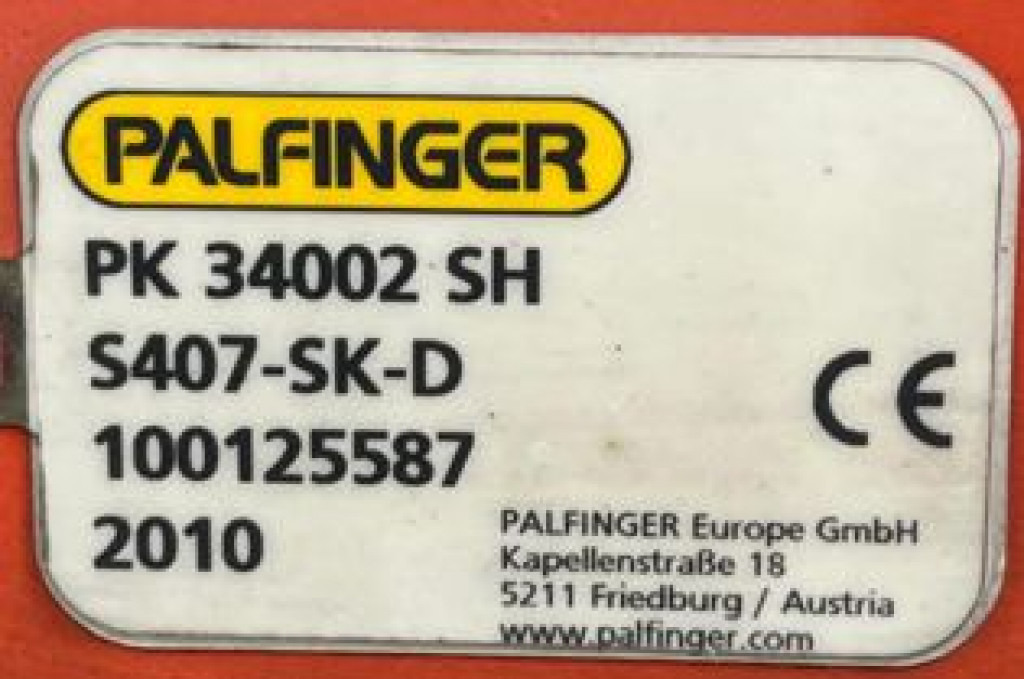 PALFINGER
PK 34002 SH
S407-SK-D
100125587
2010
CE
PALFINGER Europe GmbH
Kapellenstraße 18
5211 Friedburg / Austria
www.palfinger.com